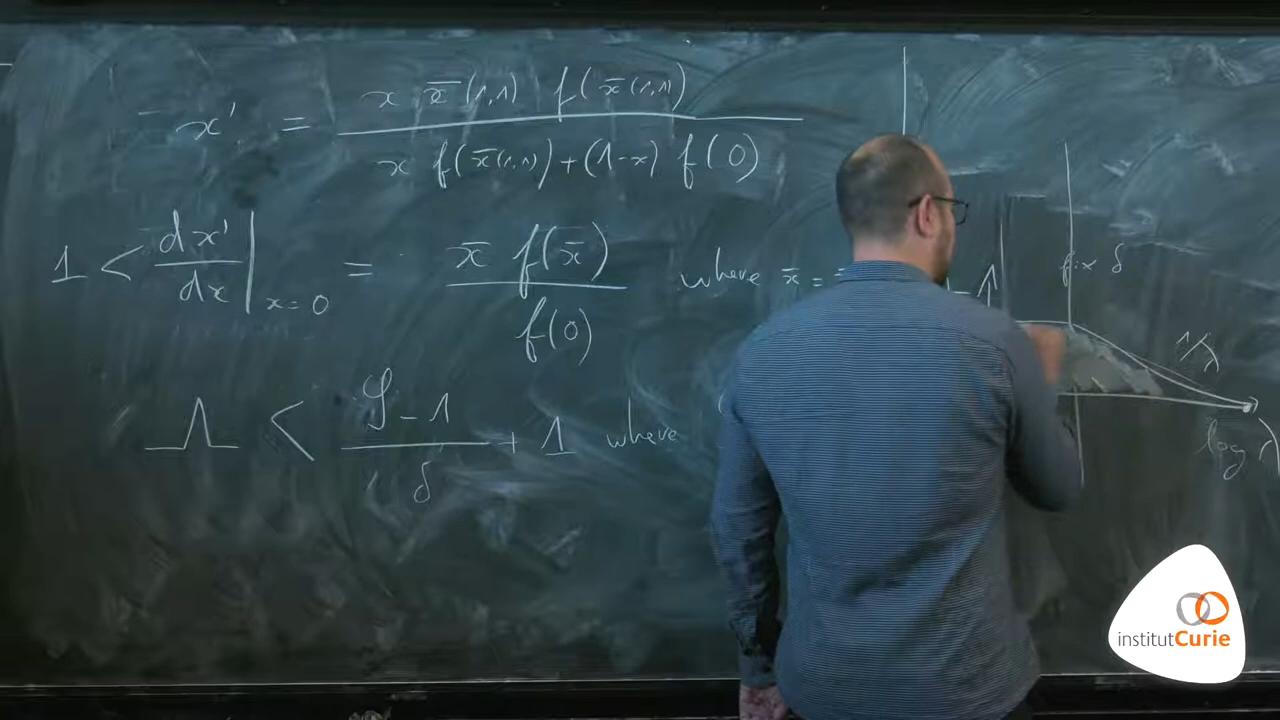 x' = x x̄(1,1) f(x̄(1,1)) / x f(x̄(1,1)) + (1-x) f(0)
1 < dx'/dx |x=0 = x̄ f(x̄) / f(0) where x̄ =
fix δ
Λ < 𝒮 - 1 / δ + 1 where
log λ
institutCurie